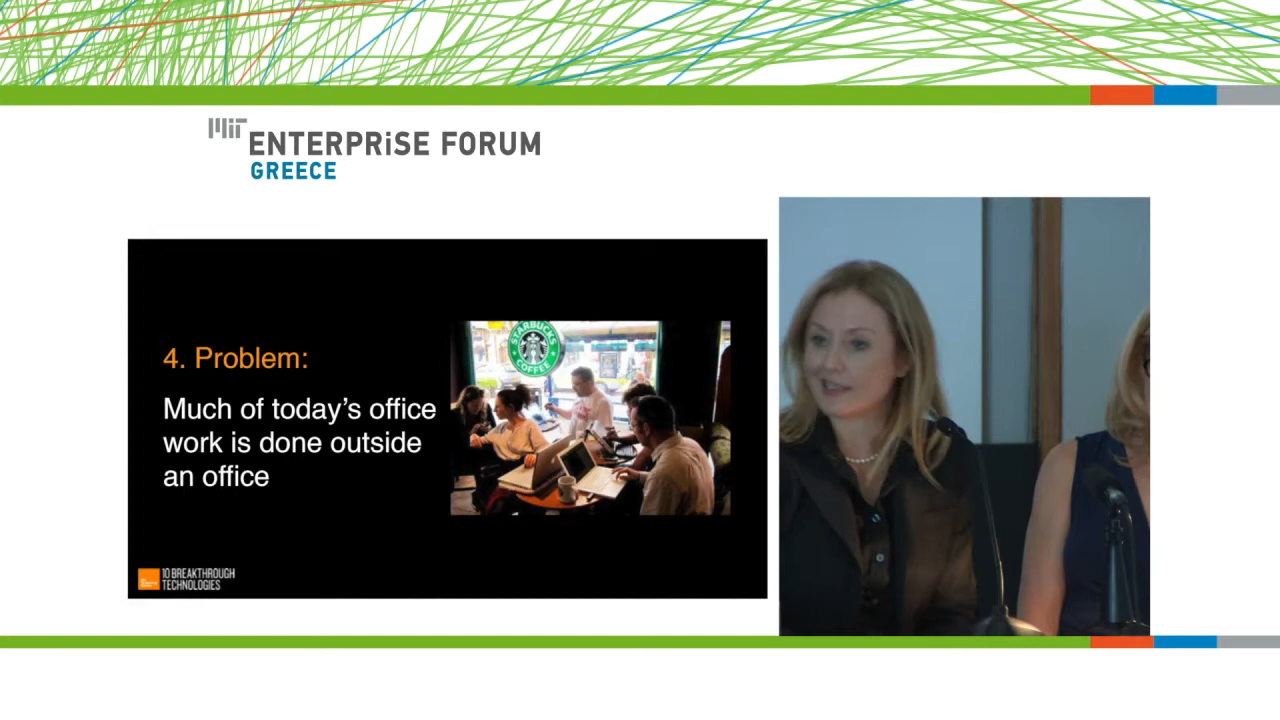 MIT
ENTERPRiSE FORUM
GREECE
4. Problem:
Much of today's office
work is done outside
an office
STARBUCKS
COFFEE
10 BREAKTHROUGH
TECHNOLOGIES